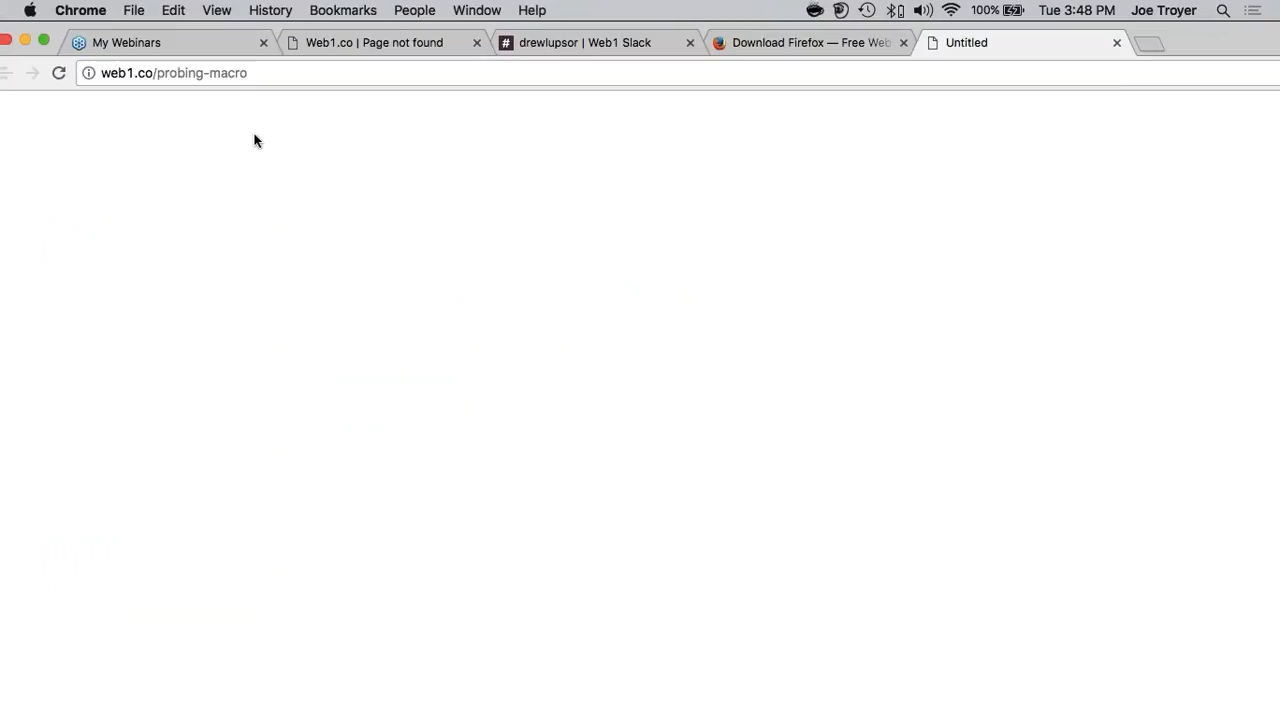 Chrome File Edit View History Bookmarks People Window Help 100% Tue 3:48 PM Joe Troyer
My Webinars Web1.co | Page not found # drewlupsor | Web1 Slack Download Firefox — Free Web Untitled
web1.co/probing-macro